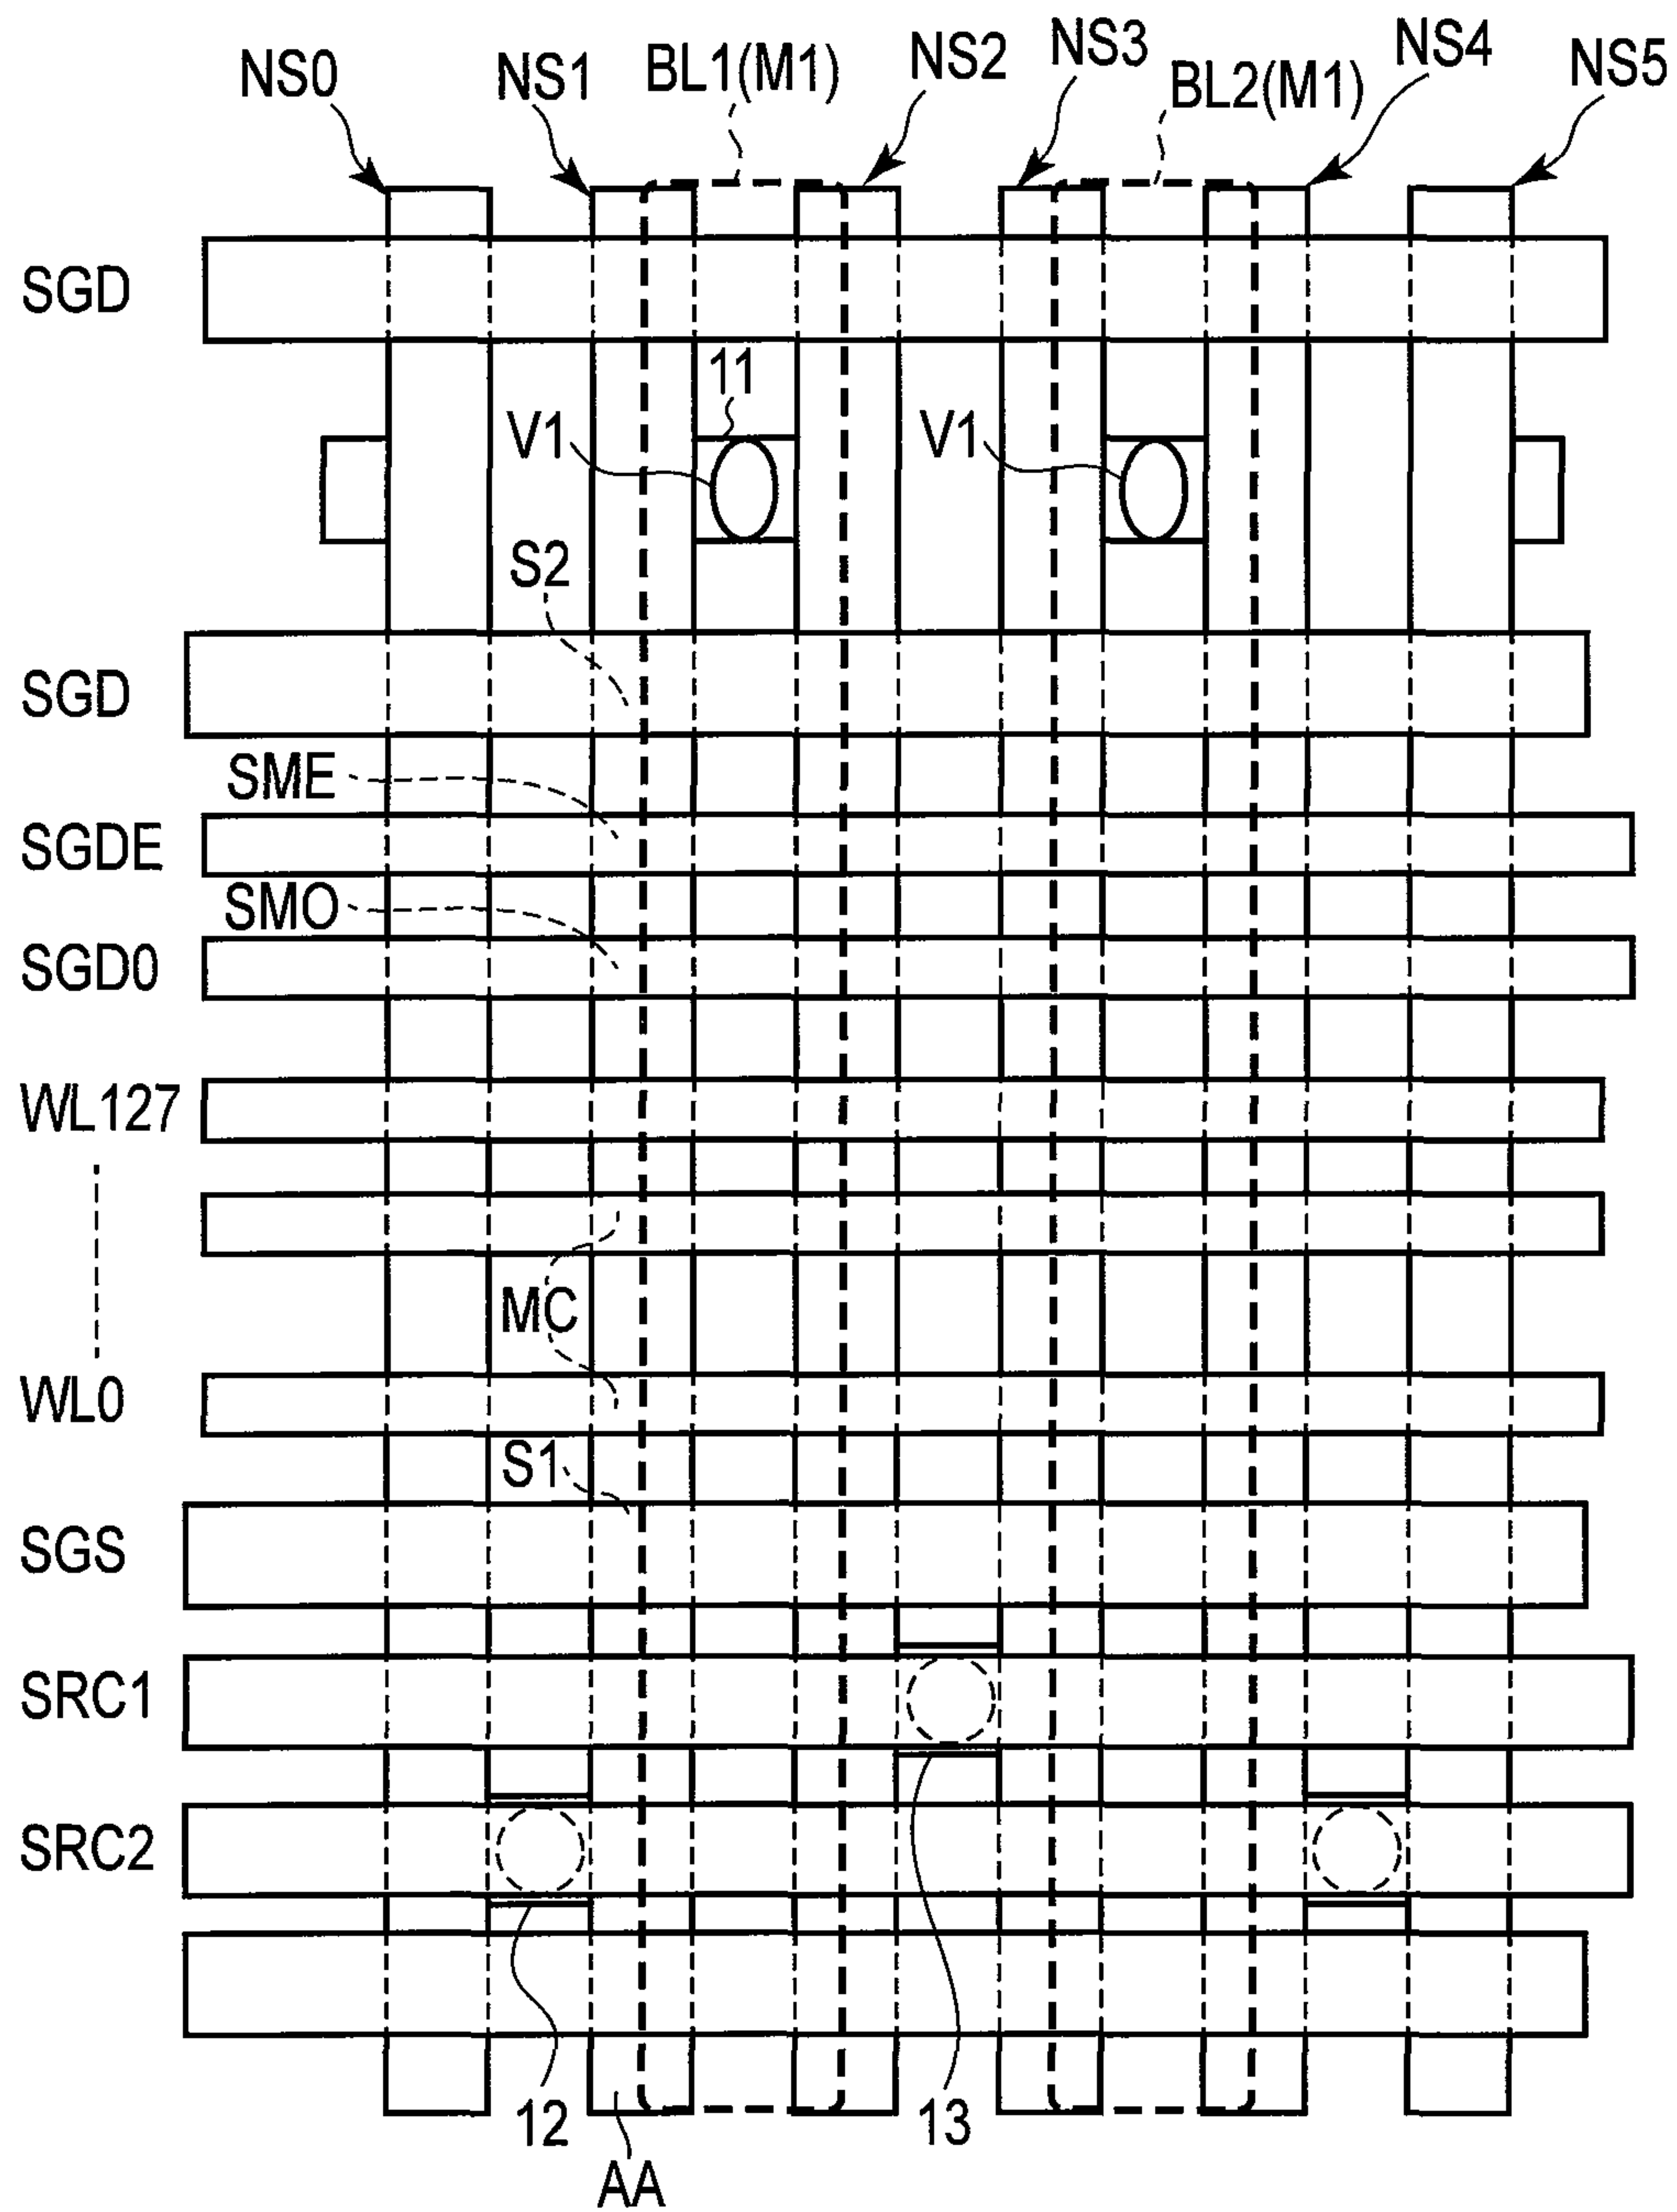 NS0
NS1
BL1(M1)
NS2
NS3
BL2(M1)
NS4
NS5
SGD
11
V1
V1
S2
SGD
SME
SGDE
SMO
SGD0
WL127
MC
WL0
S1
SGS
SRC1
SRC2
12
13
AA